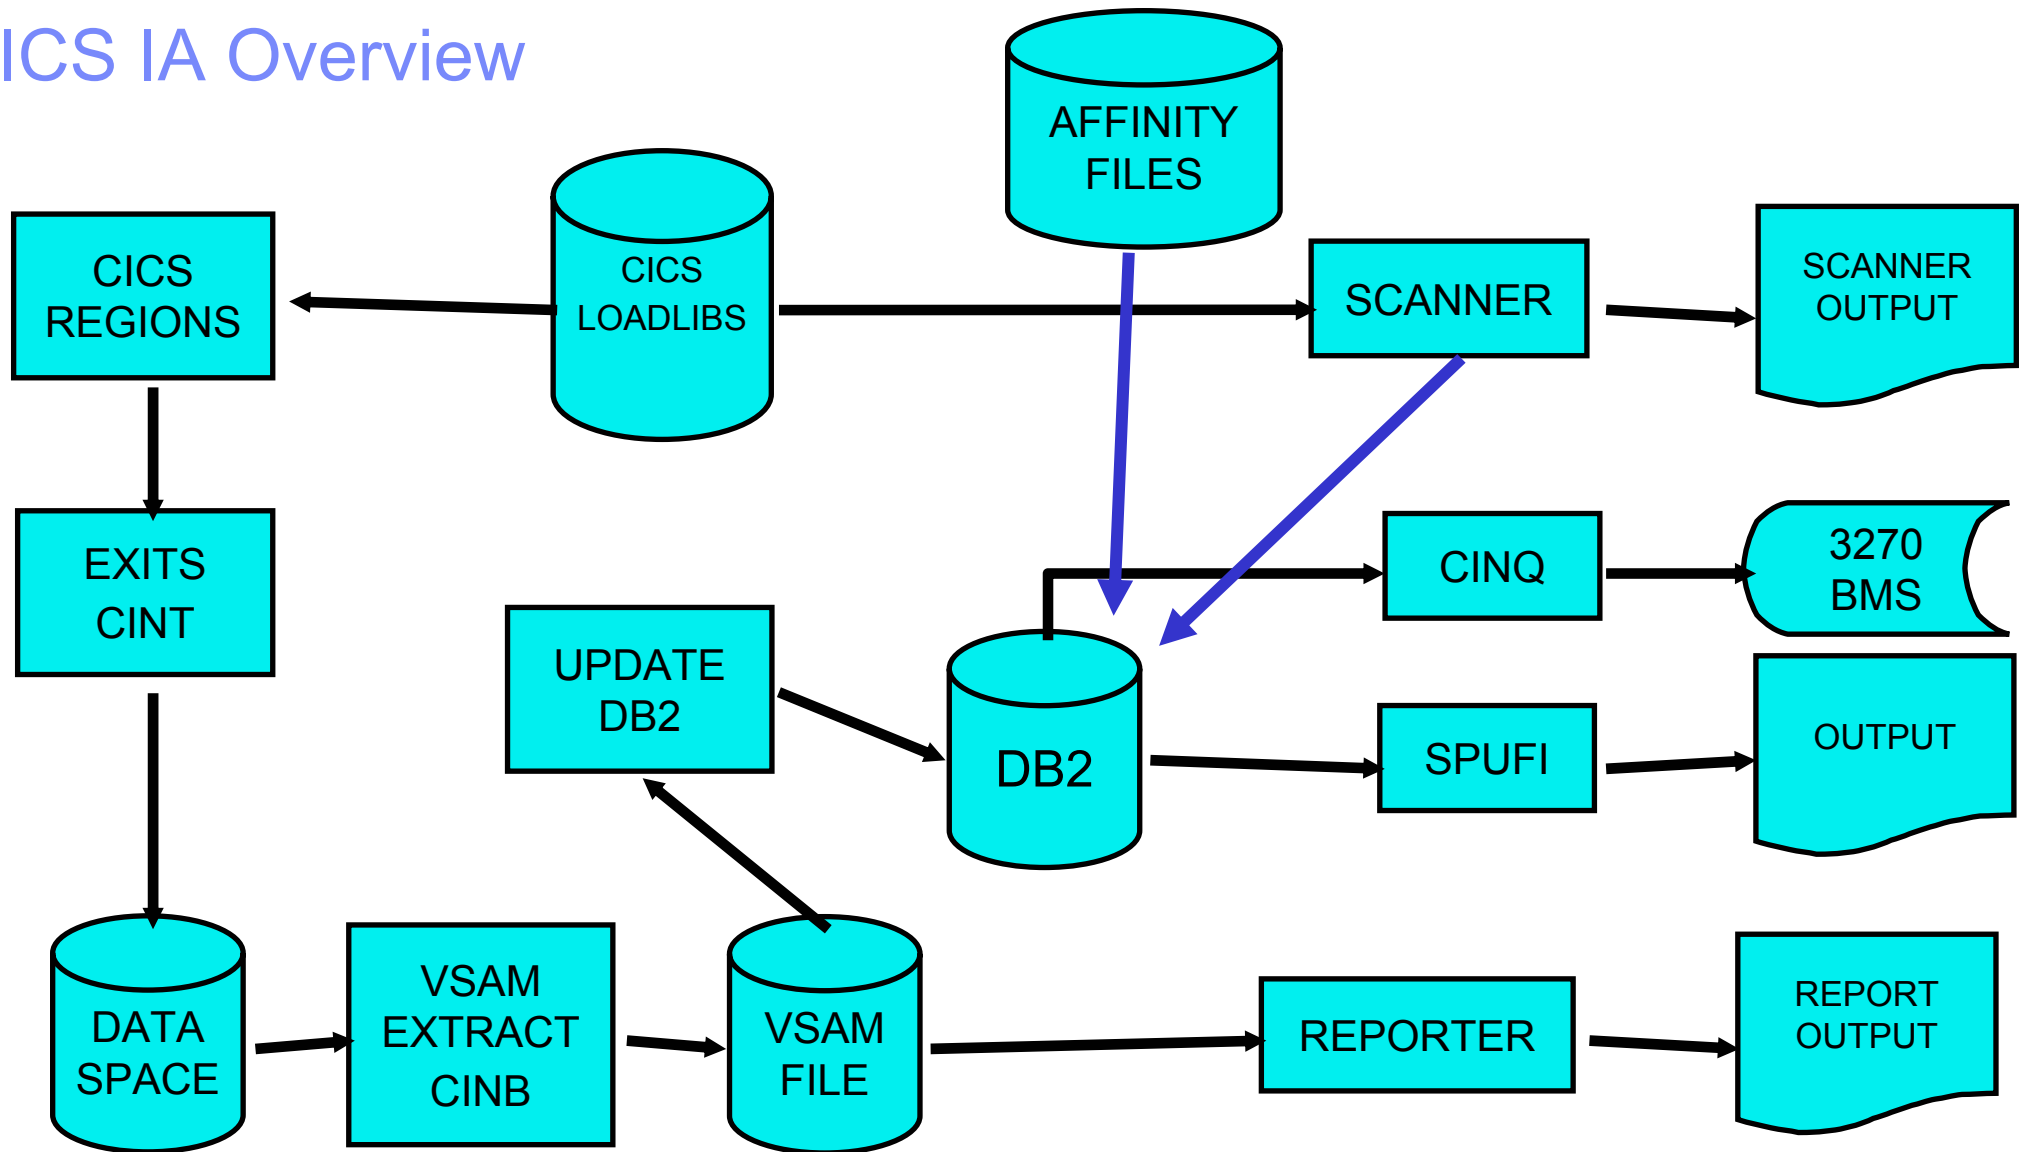 ICS IA Overview
AFFINITY
FILES
CICS
REGIONS
CICS
LOADLIBS
SCANNER
SCANNER
OUTPUT
EXITS
CINT
CINQ
3270
BMS
UPDATE
DB2
DB2
SPUFI
OUTPUT
DATA
SPACE
VSAM
EXTRACT
CINB
VSAM
FILE
REPORTER
REPORT
OUTPUT